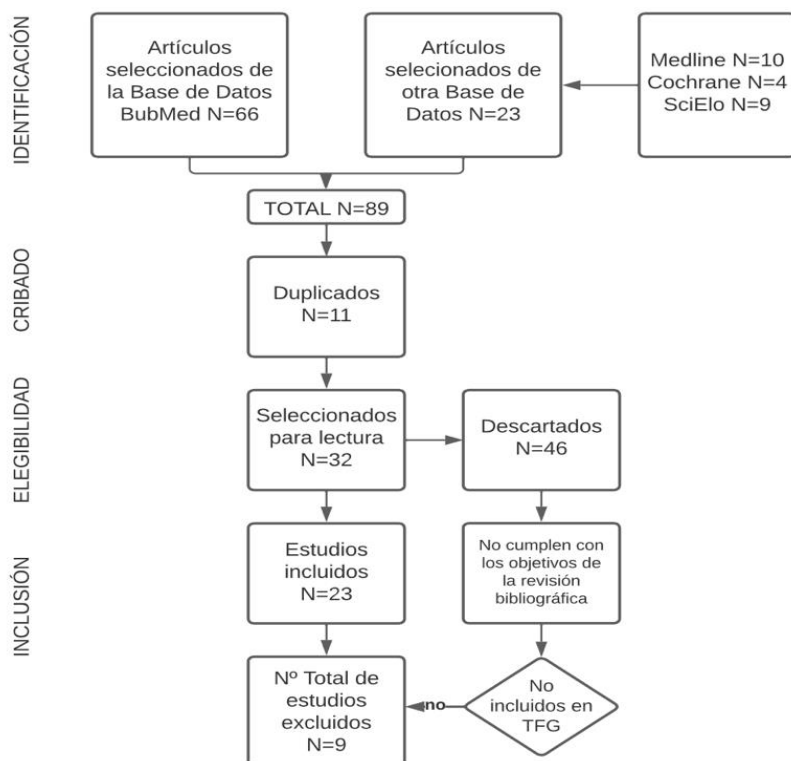 IDENTIFICACIÓN
Artículos
seleccionados de
la Base de Datos
BubMed N=66
Artículos
selecionados de
otra Base de
Datos N=23
Medline N=10
Cochrane N=4
SciElo N=9
TOTAL N=89
CRIBADO
Duplicados
N=11
ELEGIBILIDAD
Seleccionados
para lectura
N=32
Descartados
N=46
INCLUSIÓN
Estudios
incluidos
N=23
No cumplen con
los objetivos de
la revisión
bibliográfica
Nº Total de
estudios
excluidos
N=9
no
No
incluidos en
TFG